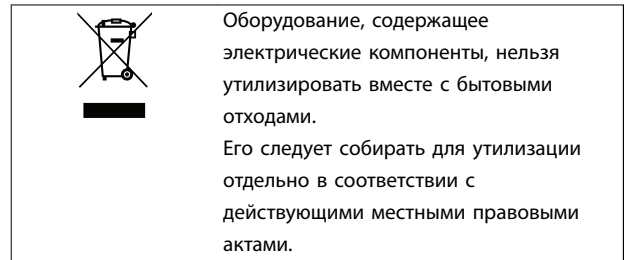 Оборудование, содержащее
электрические компоненты, нельзя
утилизировать вместе с бытовыми
отходами.
Его следует собирать для утилизации
отдельно в соответствии с
действующими местными правовыми
актами.